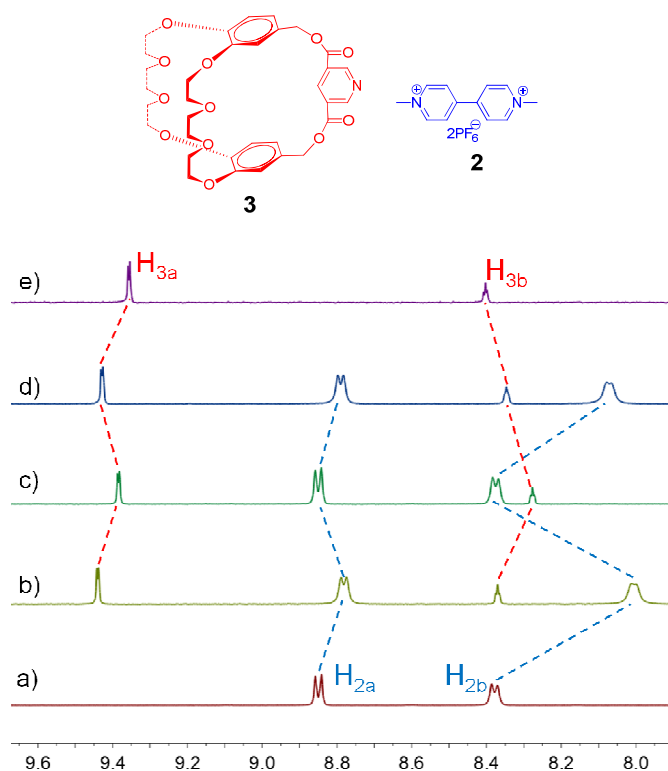 O
O
O
O
O
N
O
O
O
O
O
O
O
O
+
N
+
N
2PF6
⊖
3
2
e)
H3a
H3b
d)
c)
b)
a)
H2a
H2b
9.6 9.4 9.2 9.0 8.8 8.6 8.4 8.2 8.0